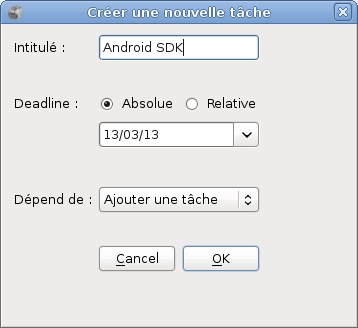 Créer une nouvelle tâche
Intitulé : Android SDK
Deadline : Absolue Relative
13/03/13
Dépend de : Ajouter une tâche
Cancel OK